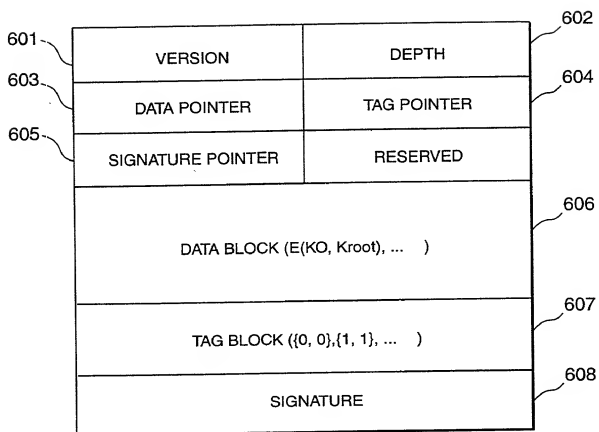 601
602
VERSION
DEPTH
603
604
DATA POINTER
TAG POINTER
605
SIGNATURE POINTER
RESERVED
606
DATA BLOCK (E(KO, Kroot), ... )
607
TAG BLOCK ({0, 0},{1, 1}, ... )
608
SIGNATURE